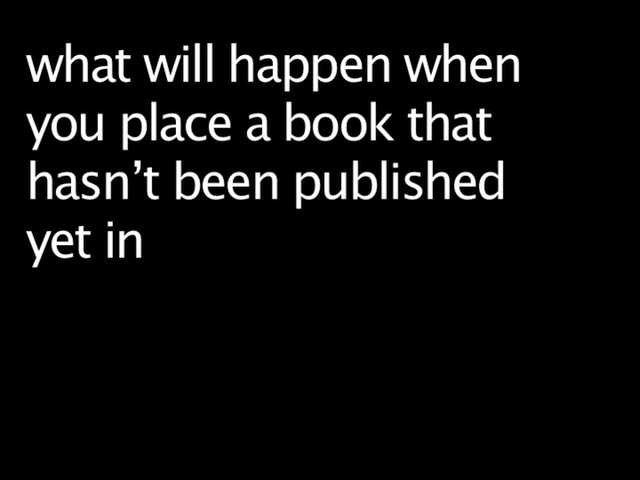 what will happen when
you place a book that
hasn’t been published
yet in